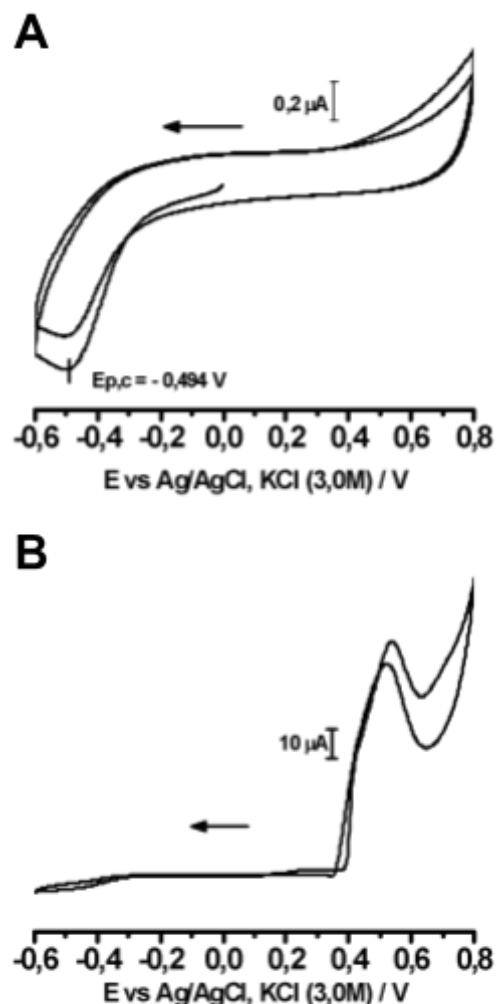 A
0,2 µA
Ep,c = - 0,494 V
-0,6 -0,4 -0,2 0,0 0,2 0,4 0,6 0,8
E vs Ag/AgCl, KCl (3,0M) / V
B
10 µA
-0,6 -0,4 -0,2 0,0 0,2 0,4 0,6 0,8
E vs Ag/AgCl, KCl (3,0M) / V